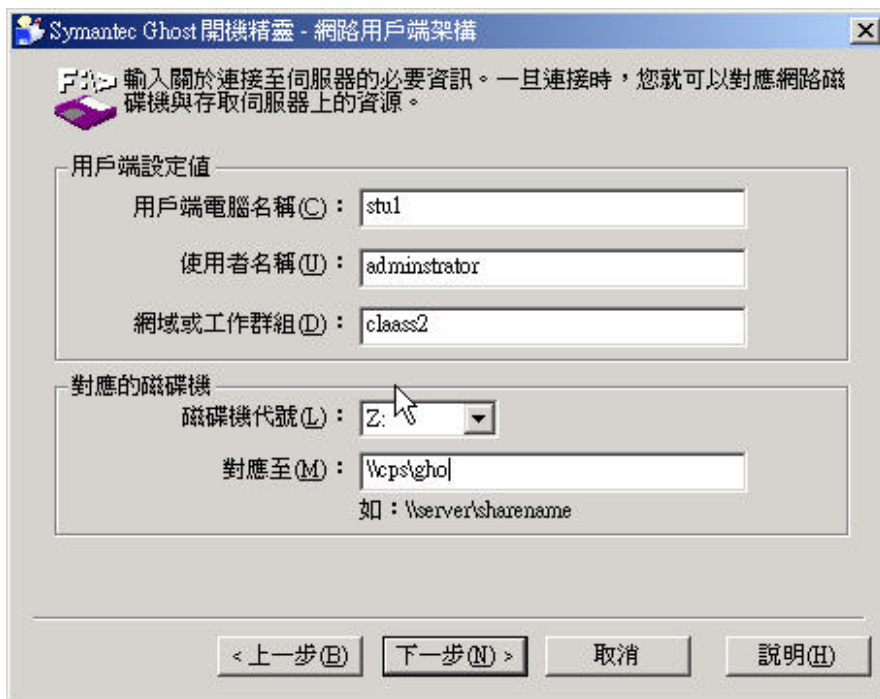 Symantec Ghost 開機精靈 - 網路用戶端架構
F:\> 輸入關於連接至伺服器的必要資訊。一旦連接時，您就可以對應網路磁
碟機與存取伺服器上的資源。
用戶端設定值
用戶端電腦名稱(C)： stu1
使用者名稱(U)： adminstrator
網域或工作群組(D)： claass2
對應的磁碟機
磁碟機代號(L)： Z:
對應至(M)： \\cps\gho
如：\\server\sharename
<上一步(B) 下一步(N) > 取消 說明(H)